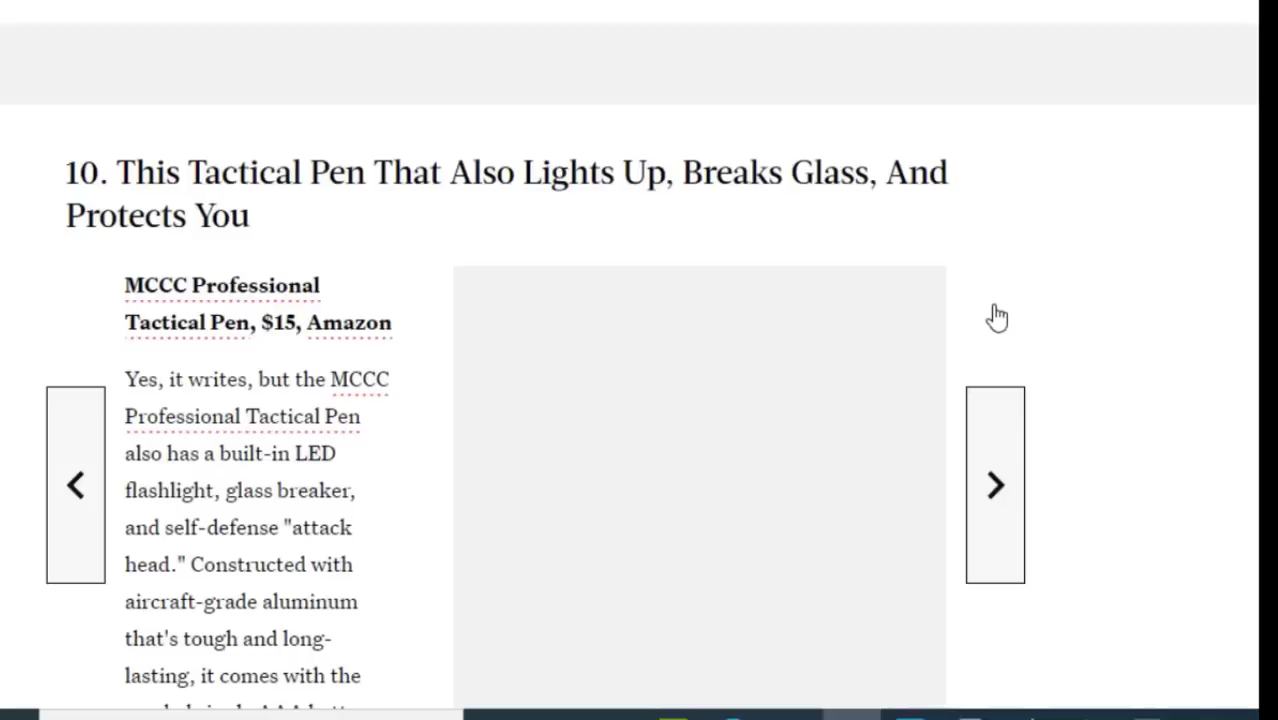 10. This Tactical Pen That Also Lights Up, Breaks Glass, And
Protects You
MCCC Professional
Tactical Pen, $15, Amazon
Yes, it writes, but the MCCC
Professional Tactical Pen
also has a built-in LED
flashlight, glass breaker,
and self-defense "attack
head." Constructed with
aircraft-grade aluminum
that's tough and long-
lasting, it comes with the